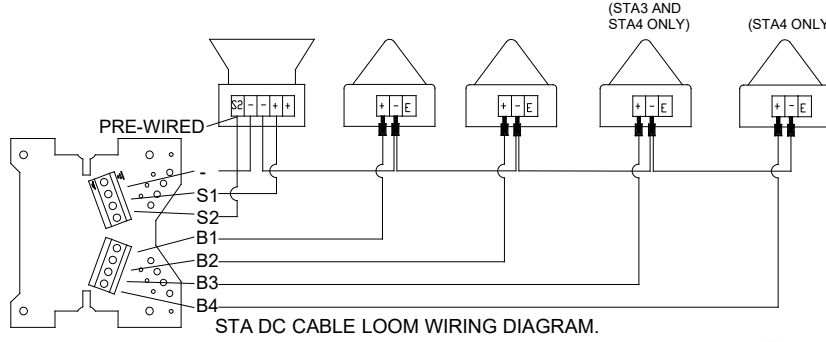 (STA3 AND
STA4 ONLY)
(STA4 ONLY
S2 - - + +
+ - E
+ - E
+ - E
+ - E
PRE-WIRED
-
S1
S2
B1
B2
B3
B4
STA DC CABLE LOOM WIRING DIAGRAM.